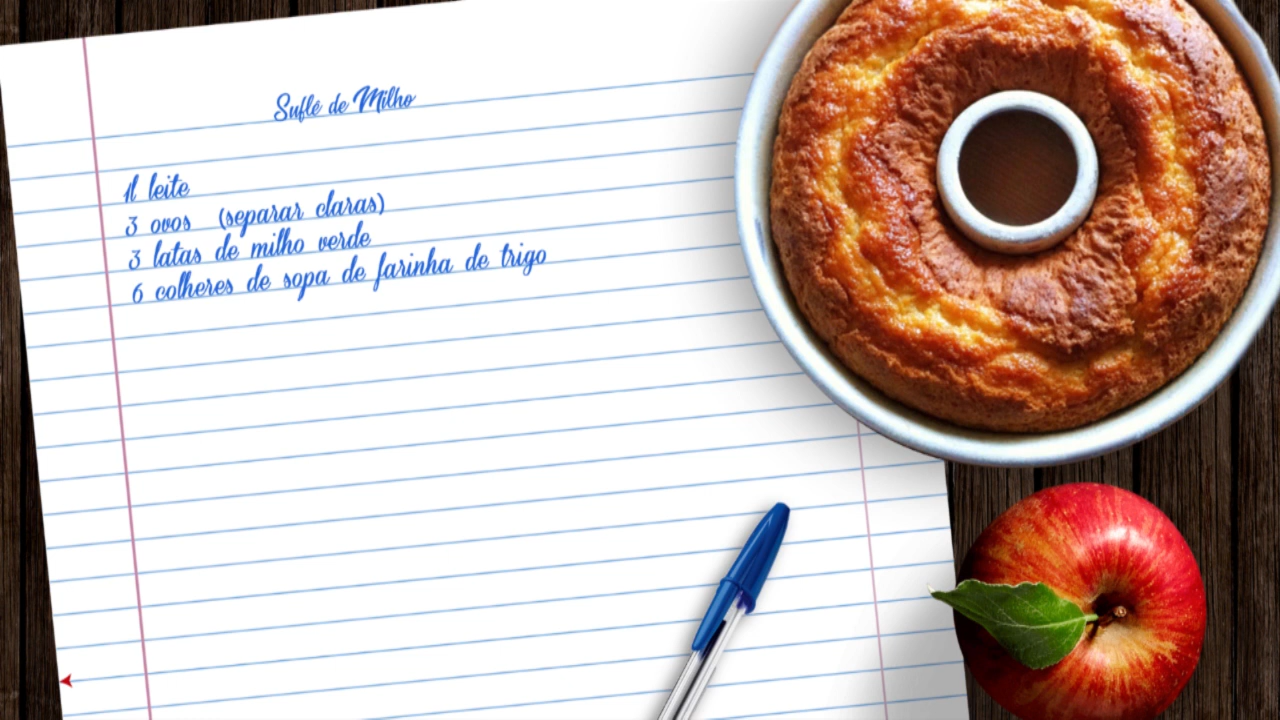 Suflê de Milho
1l leite
3 ovos (separar claras)
3 latas de milho verde
6 colheres de sopa de farinha de trigo